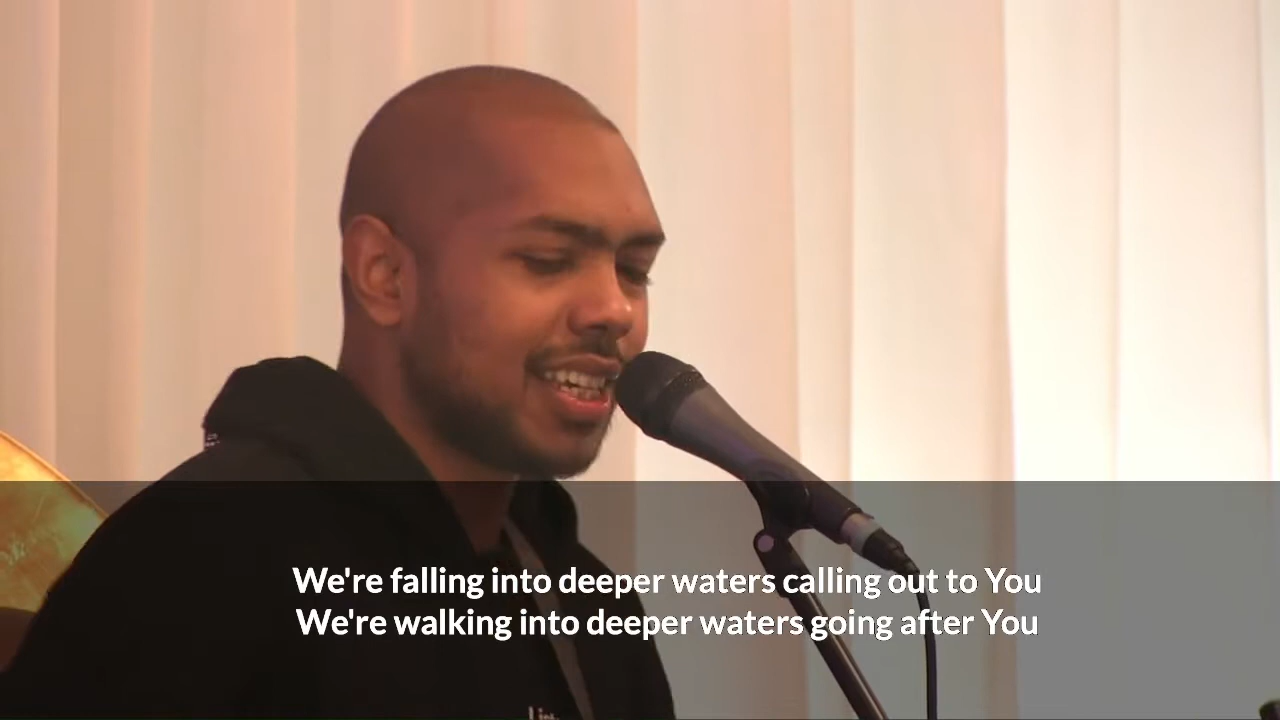 We're falling into deeper waters calling out to You
We're walking into deeper waters going after You